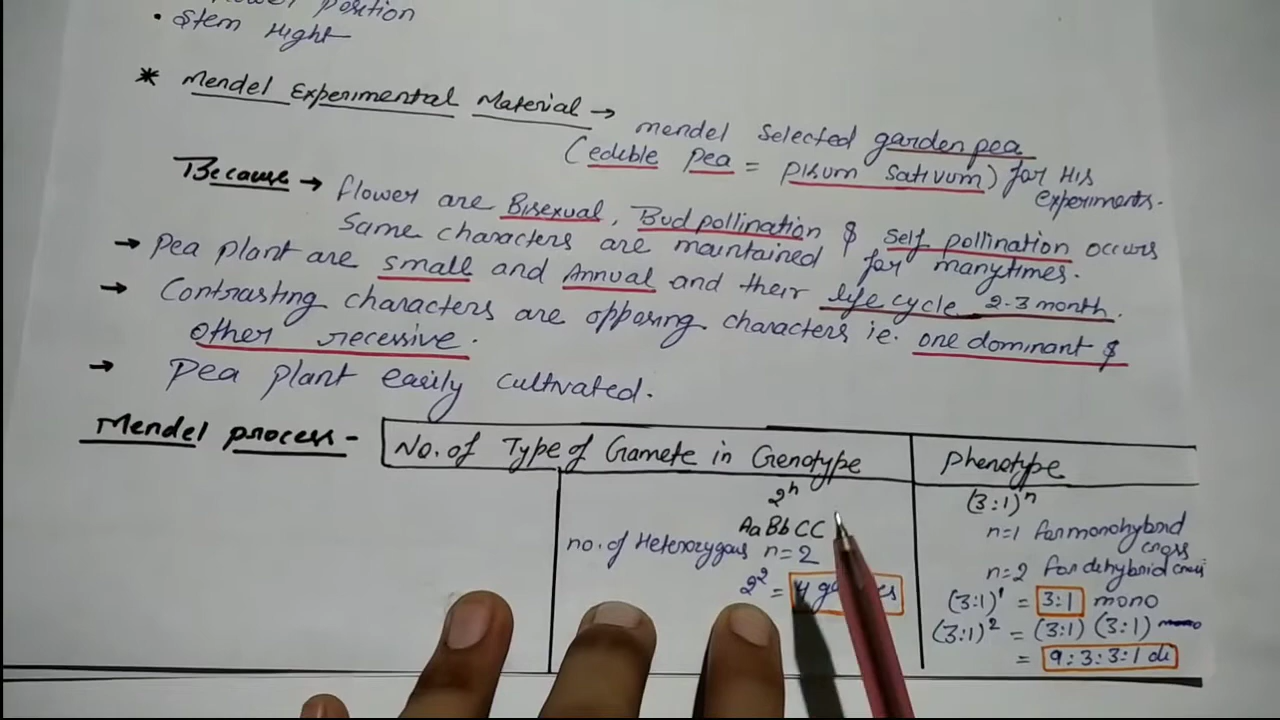 Position
• Stem Hight
* Mendel Experimental Material → mendel selected garden pea
(edible pea = pisum sativum) for His
experiments.
Because → flower are Bisexual, Bud pollination & self pollination occurs
Same characters are maintained for manytimes.
→ Pea plant are small and Annual and their life cycle 2-3 month.
→ Contrasting characters are opposing characters ie. one dominant &
other recessive.
→ Pea plant easily cultivated.
Mendel process -
No. of Type of Gamete in Genotype
2ⁿ
AaBbCC
no. of Heterozygous n=2
2² =
Phenotype
(3:1)ⁿ
n=1 for monohybrid
cross
n=2 for dehybrid cross
(3:1)¹ = 3:1 mono
(3:1)² = (3:1) (3:1)
= 9:3:3:1 di